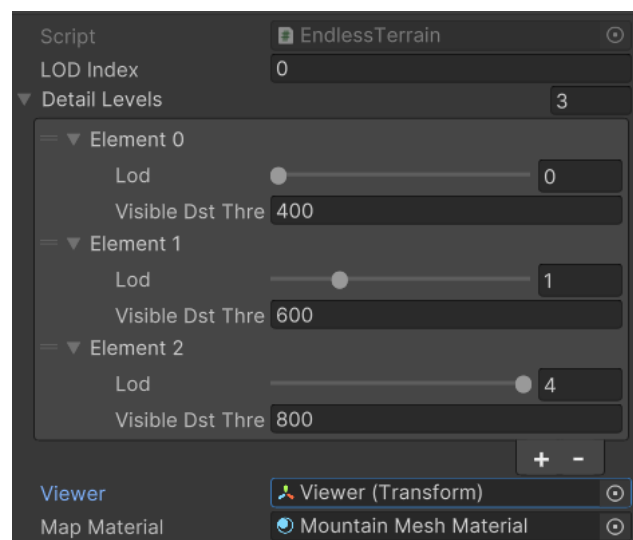 Script EndlessTerrain
LOD Index 0
Detail Levels 3
Element 0
Lod 0
Visible Dst Thre 400
Element 1
Lod 1
Visible Dst Thre 600
Element 2
Lod 4
Visible Dst Thre 800
+ -
Viewer Viewer (Transform)
Map Material Mountain Mesh Material